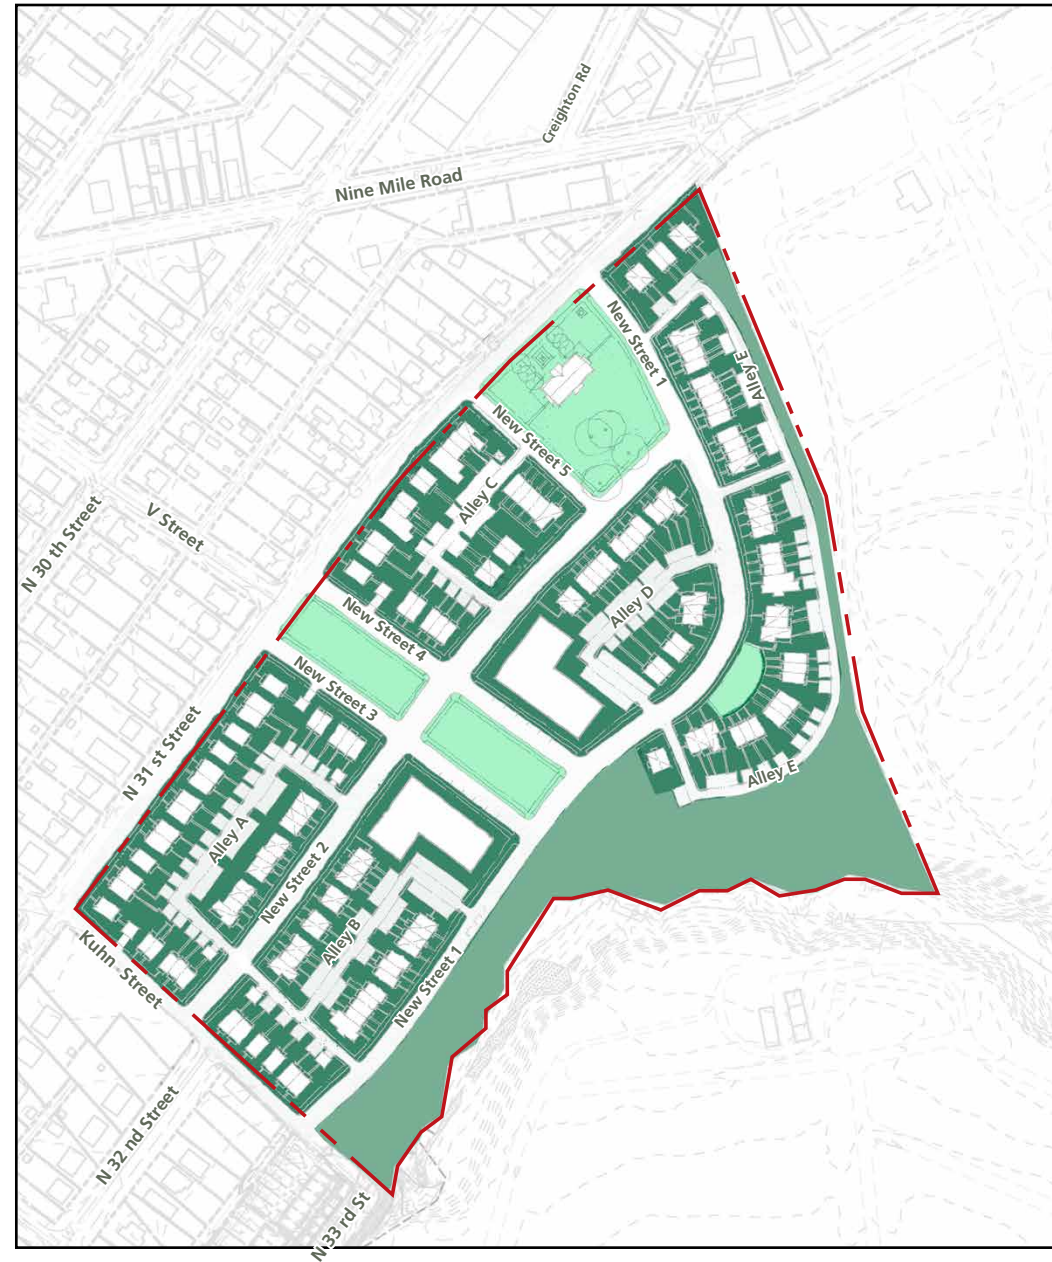 Creighton Rd
Nine Mile Road
New Street 1
Alley E
New Street 5
Alley C
N 30 th Street
V Street
New Street 4
Alley D
New Street 3
N 31 st Street
Alley E
Alley A
New Street 2
Alley B
Kuhn Street
New Street 1
N 32 nd Street
N 33 rd St